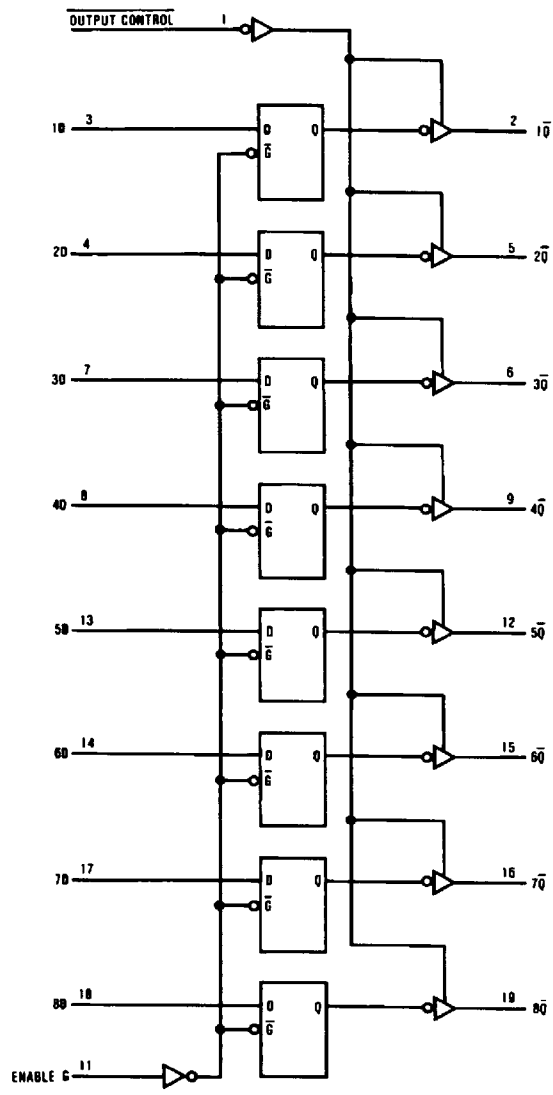 OUTPUT CONTROL 1
1D 3 D Q 2 1Q̅
G̅
2D 4 D Q 5 2Q̅
G̅
3D 7 D Q 6 3Q̅
G̅
4D 8 D Q 9 4Q̅
G̅
5D 13 D Q 12 5Q̅
G̅
6D 14 D Q 15 6Q̅
G̅
7D 17 D Q 16 7Q̅
G̅
8D 18 D Q 19 8Q̅
G̅
ENABLE G 11